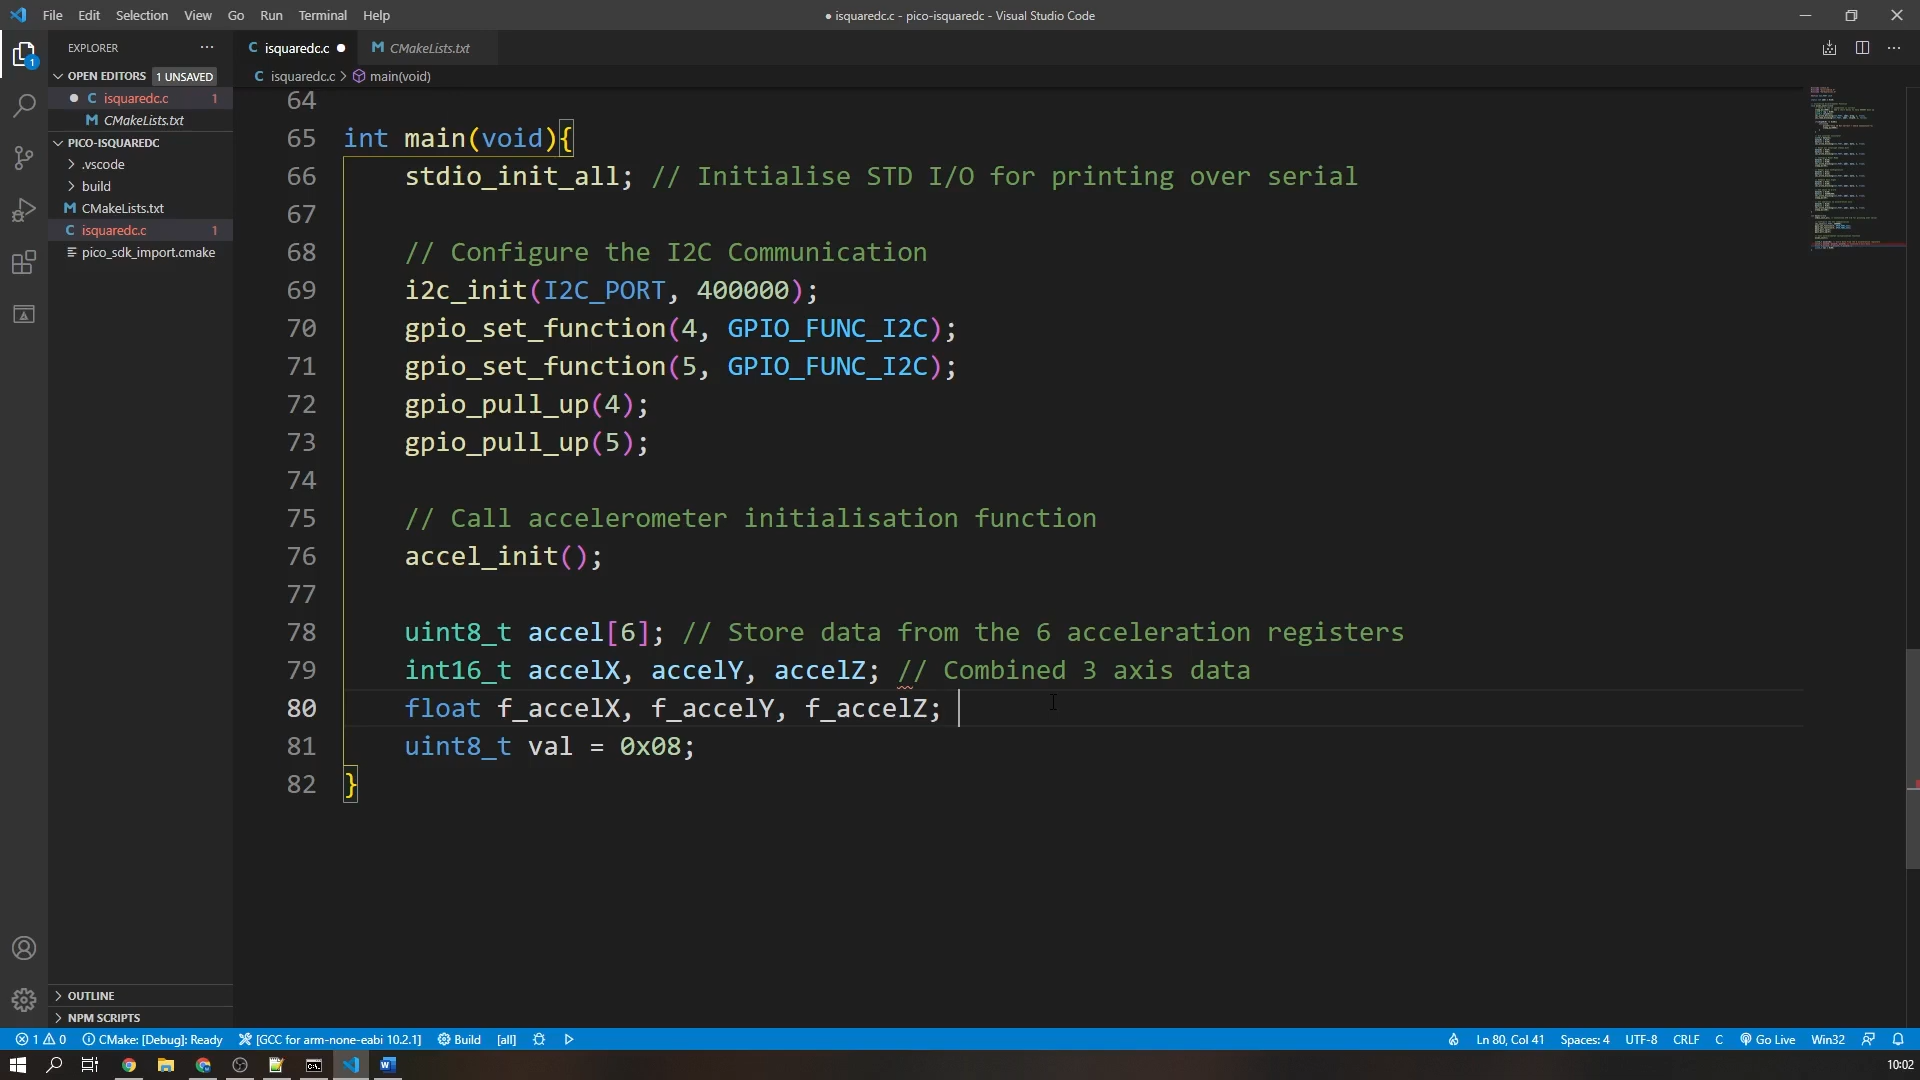 File Edit Selection View Go Run Terminal Help
● isquaredc.c - pico-isquaredc - Visual Studio Code
EXPLORER
isquaredc.c
CMakeLists.txt
OPEN EDITORS 1 UNSAVED
isquaredc.c > main(void)
C isquaredc.c 1
M CMakeLists.txt
PICO-ISQUAREDC
.vscode
build
M CMakeLists.txt
C isquaredc.c 1
pico_sdk_import.cmake
64
65 int main(void){
66 stdio_init_all; // Initialise STD I/O for printing over serial
67
68 // Configure the I2C Communication
69 i2c_init(I2C_PORT, 400000);
70 gpio_set_function(4, GPIO_FUNC_I2C);
71 gpio_set_function(5, GPIO_FUNC_I2C);
72 gpio_pull_up(4);
73 gpio_pull_up(5);
74
75 // Call accelerometer initialisation function
76 accel_init();
77
78 uint8_t accel[6]; // Store data from the 6 acceleration registers
79 int16_t accelX, accelY, accelZ; // Combined 3 axis data
80 float f_accelX, f_accelY, f_accelZ;
81 uint8_t val = 0x08;
82 }
OUTLINE
NPM SCRIPTS
1 0 CMake: [Debug]: Ready [GCC for arm-none-eabi 10.2.1] Build [all] Ln 80, Col 41 Spaces: 4 UTF-8 CRLF C Go Live Win32
10:02